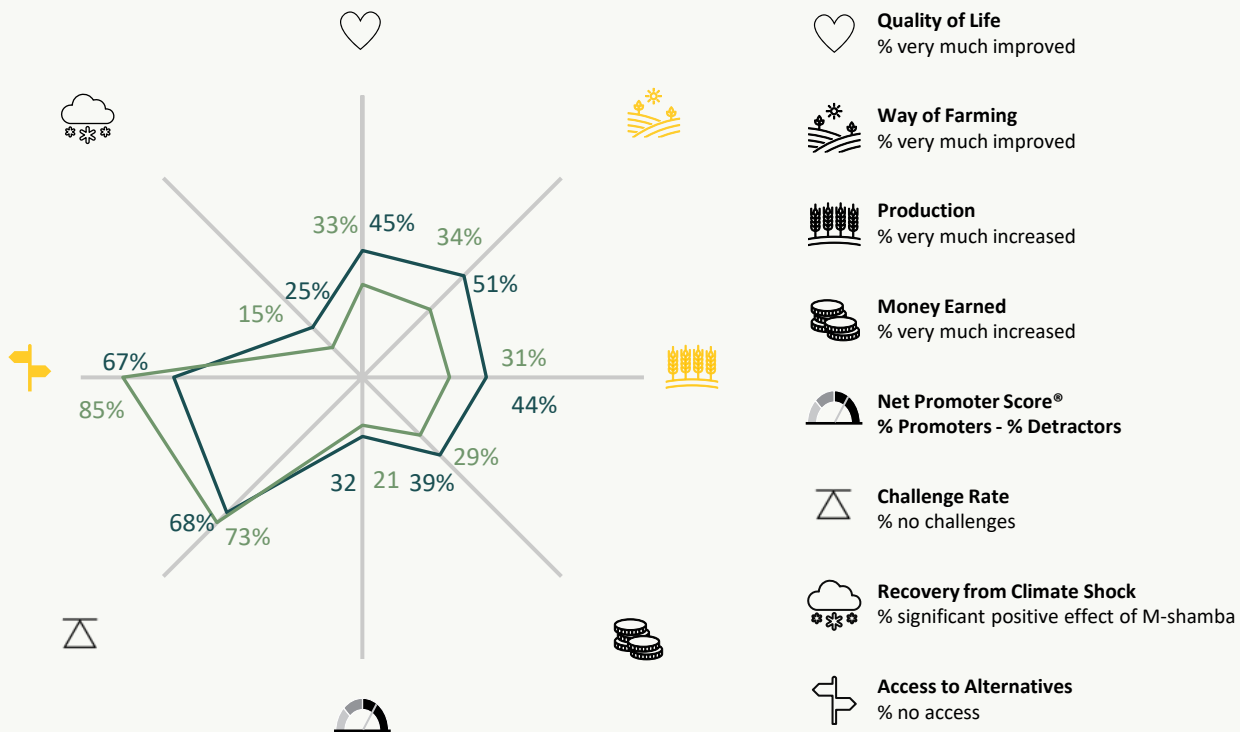 33% 45%
34%
25%
51%
15%
67%
31%
85%
44%
29%
32 21 39%
68%
73%
Quality of Life
% very much improved
Way of Farming
% very much improved
Production
% very much increased
Money Earned
% very much increased
Net Promoter Score®
% Promoters - % Detractors
Challenge Rate
% no challenges
Recovery from Climate Shock
% significant positive effect of M-shamba
Access to Alternatives
% no access